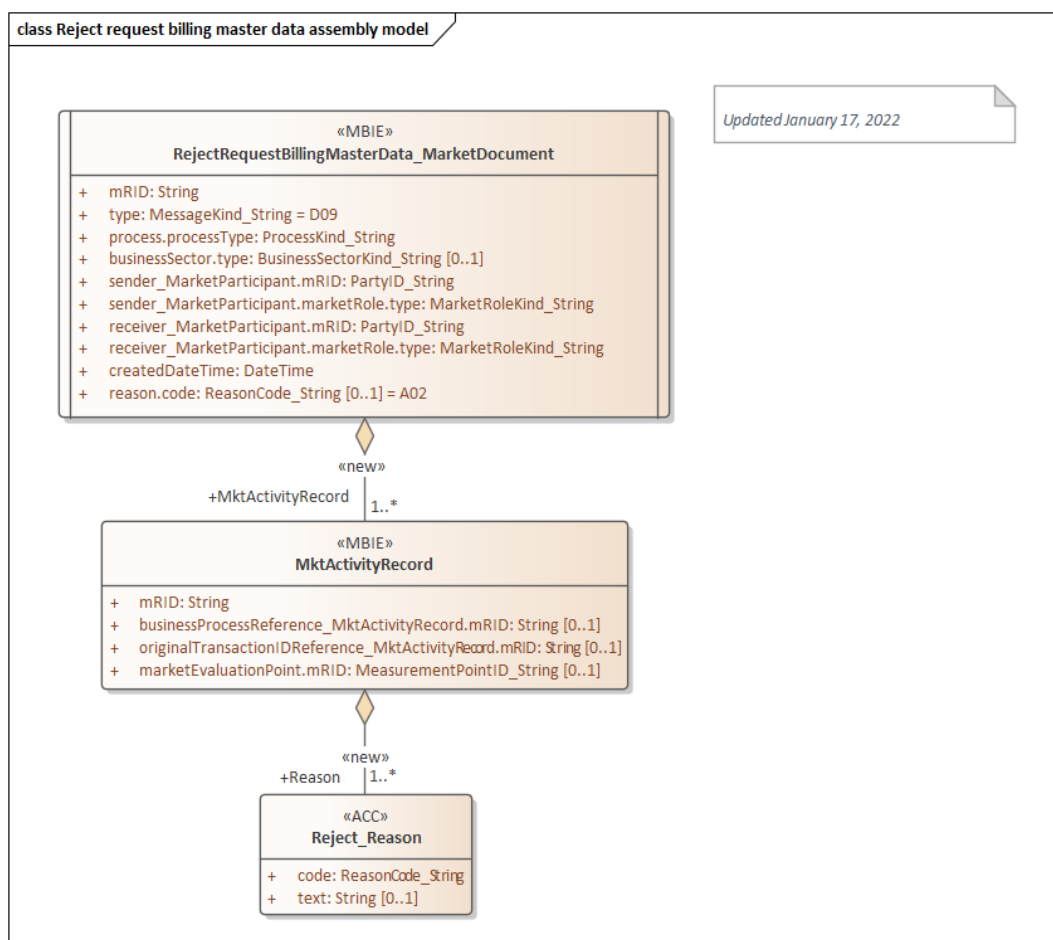 class Reject request billing master data assembly model
Updated January 17, 2022
«MBIE»
RejectRequestBillingMasterData_MarketDocument
+ mRID: String
+ type: MessageKind_String = D09
+ process.processType: ProcessKind_String
+ businessSector.type: BusinessSectorKind_String [0..1]
+ sender_MarketParticipant.mRID: PartyID_String
+ sender_MarketParticipant.marketRole.type: MarketRoleKind_String
+ receiver_MarketParticipant.mRID: PartyID_String
+ receiver_MarketParticipant.marketRole.type: MarketRoleKind_String
+ createdDateTime: DateTime
+ reason.code: ReasonCode_String [0..1] = A02
«new»
+MktActivityRecord
1..*
«MBIE»
MktActivityRecord
+ mRID: String
+ businessProcessReference_MktActivityRecord.mRID: String [0..1]
+ originalTransactionIDReference_MktActivityRecord.mRID: String [0..1]
+ marketEvaluationPoint.mRID: MeasurementPointID_String [0..1]
«new»
+Reason 1..*
«ACC»
Reject_Reason
+ code: ReasonCode_String
+ text: String [0..1]